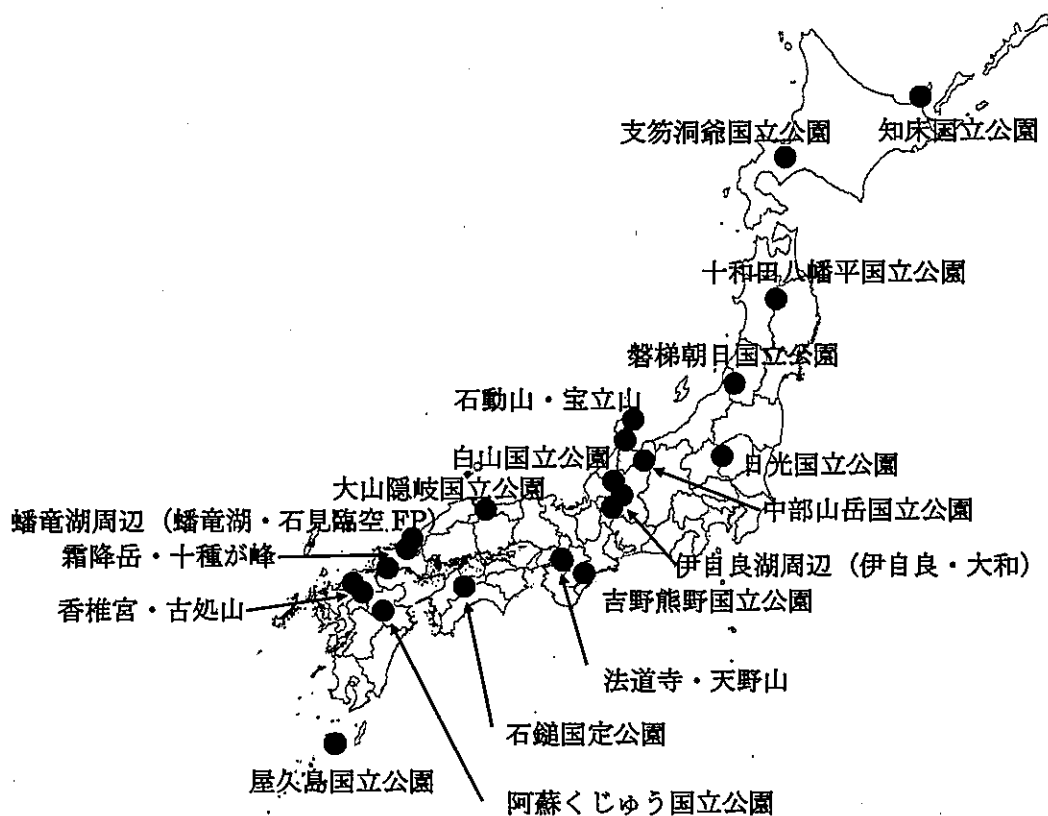 支笏洞爺国立公園
知床国立公園
十和田八幡平国立公園
磐梯朝日国立公園
石動山・宝立山
白山国立公園
日光国立公園
大山隠岐国立公園
中部山岳国立公園
蟠竜湖周辺（蟠竜湖・石見臨空FP）
霜降岳・十種が峰
伊自良湖周辺（伊自良・大和）
香椎宮・古処山
吉野熊野国立公園
法道寺・天野山
石鎚国定公園
屋久島国立公園
阿蘇くじゅう国立公園